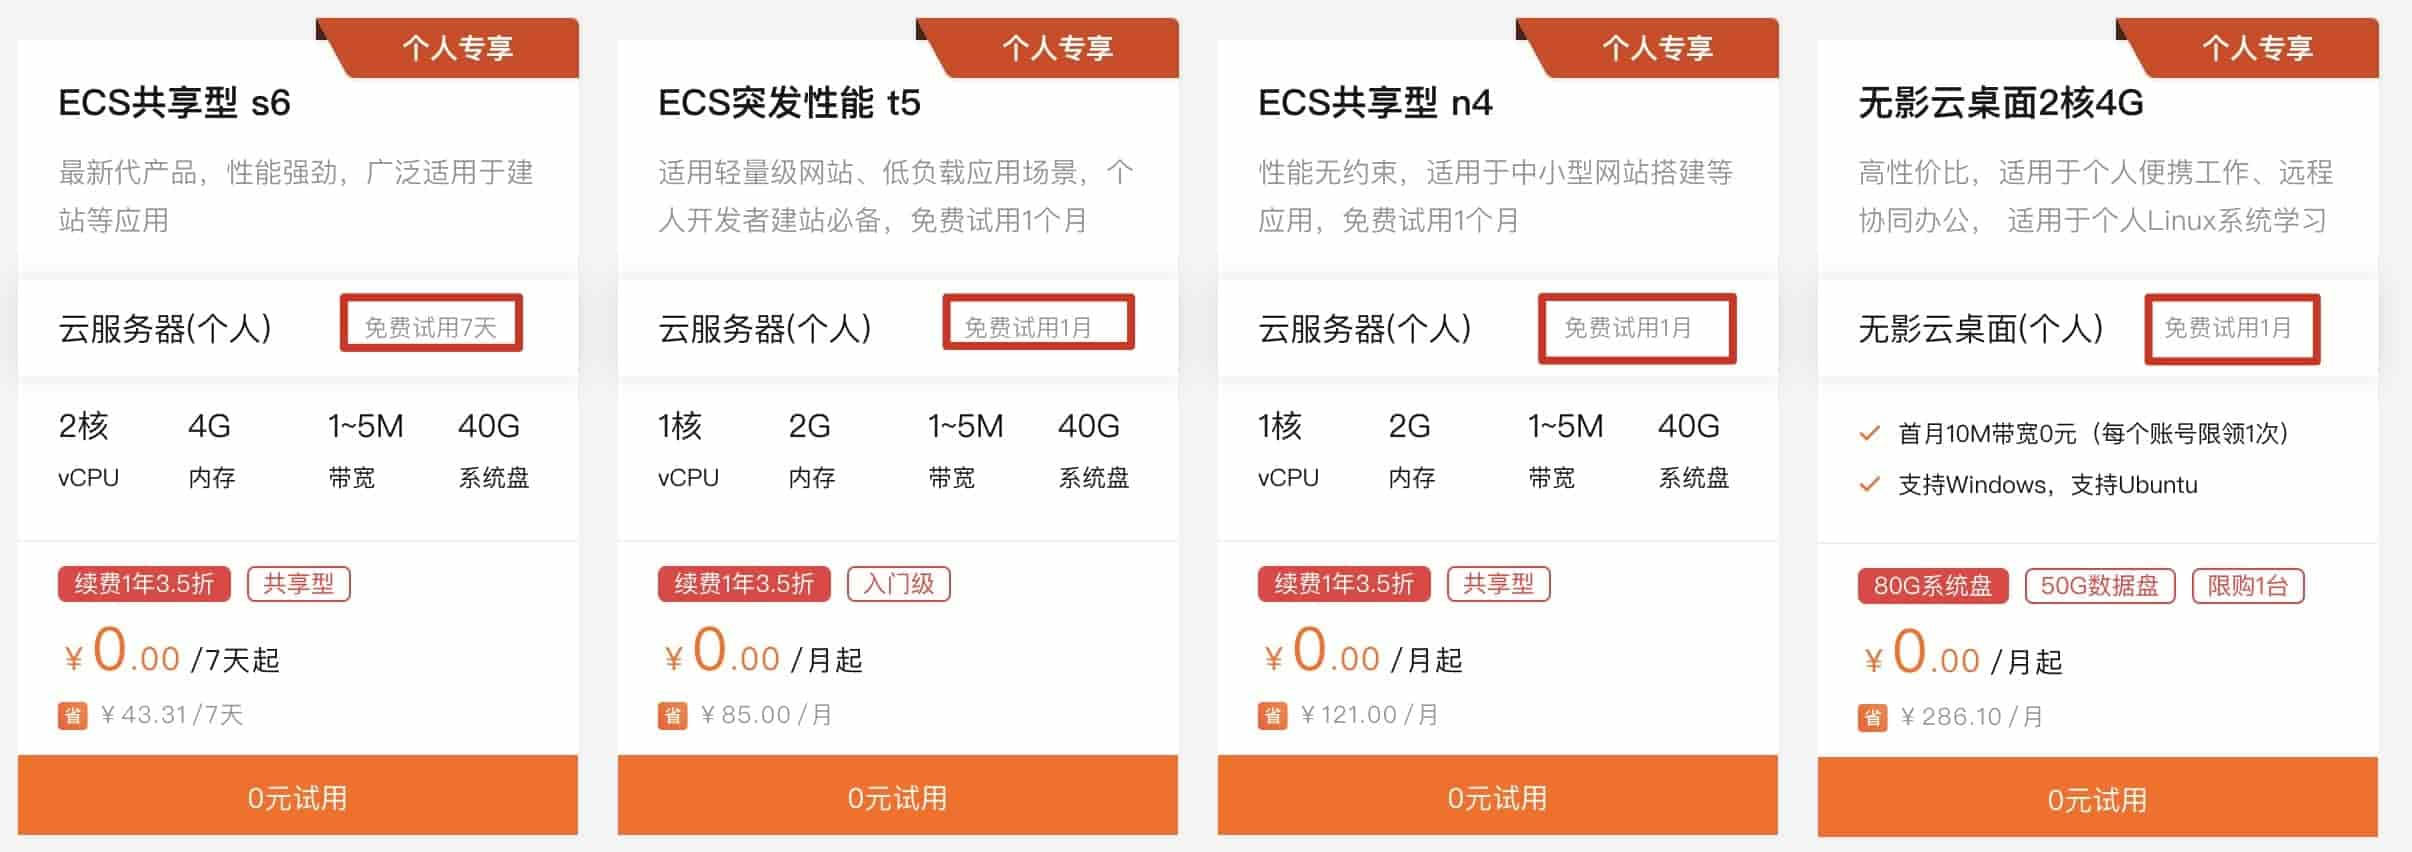 个人专享
ECS共享型 s6
最新代产品，性能强劲，广泛适用于建
站等应用
云服务器(个人)
免费试用7天
2核 4G 1~5M 40G
vCPU 内存 带宽 系统盘
续费1年3.5折 共享型
¥0.00 /7天起
省 ¥43.31/7天
0元试用
个人专享
ECS突发性能 t5
适用轻量级网站、低负载应用场景，个
人开发者建站必备，免费试用1个月
云服务器(个人)
免费试用1月
1核 2G 1~5M 40G
vCPU 内存 带宽 系统盘
续费1年3.5折 入门级
¥0.00 /月起
省 ¥85.00/月
0元试用
个人专享
ECS共享型 n4
性能无约束，适用于中小型网站搭建等
应用，免费试用1个月
云服务器(个人)
免费试用1月
1核 2G 1~5M 40G
vCPU 内存 带宽 系统盘
续费1年3.5折 共享型
¥0.00 /月起
省 ¥121.00/月
0元试用
个人专享
无影云桌面2核4G
高性价比，适用于个人便携工作、远程
协同办公， 适用于个人Linux系统学习
无影云桌面(个人)
免费试用1月
首月10M带宽0元（每个账号限领1次）
支持Windows，支持Ubuntu
80G系统盘 50G数据盘 限购1台
¥0.00 /月起
省 ¥286.10/月
0元试用